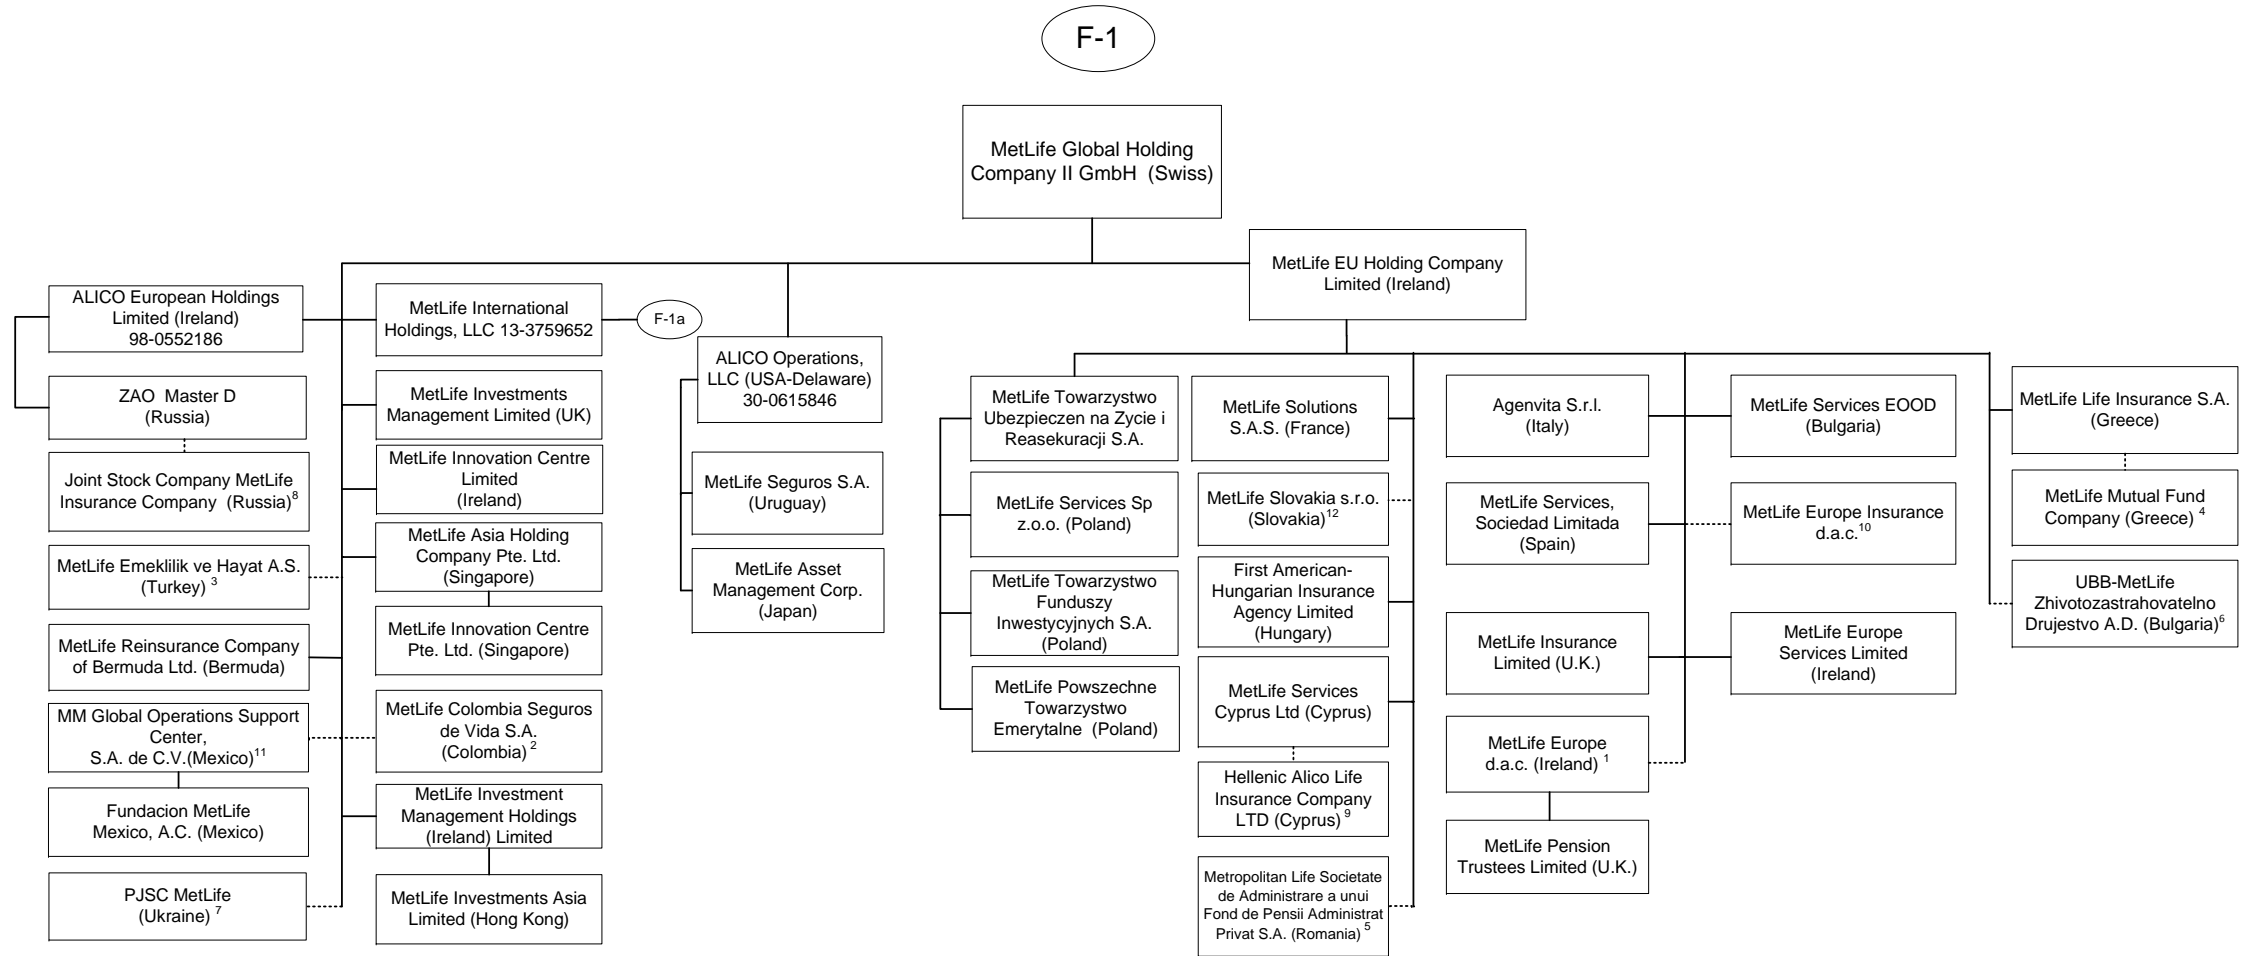 F-1
MetLife Global Holding
Company II GmbH (Swiss)
MetLife EU Holding Company
Limited (Ireland)
ALICO European Holdings
Limited (Ireland)
98-0552186
ZAO Master D
(Russia)
Joint Stock Company MetLife
Insurance Company (Russia)8
MetLife Emeklilik ve Hayat A.S.
(Turkey) 3
MetLife Reinsurance Company
of Bermuda Ltd. (Bermuda)
MM Global Operations Support
Center,
S.A. de C.V.(Mexico)11
Fundacion MetLife
Mexico, A.C. (Mexico)
PJSC MetLife
(Ukraine) 7
MetLife International
Holdings, LLC 13-3759652
F-1a
MetLife Investments
Management Limited (UK)
MetLife Innovation Centre
Limited
(Ireland)
MetLife Asia Holding
Company Pte. Ltd.
(Singapore)
MetLife Innovation Centre
Pte. Ltd. (Singapore)
MetLife Colombia Seguros
de Vida S.A.
(Colombia) 2
MetLife Investment
Management Holdings
(Ireland) Limited
MetLife Investments Asia
Limited (Hong Kong)
ALICO Operations,
LLC (USA-Delaware)
30-0615846
MetLife Seguros S.A.
(Uruguay)
MetLife Asset
Management Corp.
(Japan)
MetLife Towarzystwo
Ubezpieczen na Zycie i
Reasekuracji S.A.
MetLife Services Sp
z.o.o. (Poland)
MetLife Towarzystwo
Funduszy
Inwestycyjnych S.A.
(Poland)
MetLife Powszechne
Towarzystwo
Emerytalne (Poland)
MetLife Solutions
S.A.S. (France)
MetLife Slovakia s.r.o.
(Slovakia)12
First American-
Hungarian Insurance
Agency Limited
(Hungary)
MetLife Services
Cyprus Ltd (Cyprus)
Hellenic Alico Life
Insurance Company
LTD (Cyprus) 9
Metropolitan Life Societate
de Administrare a unui
Fond de Pensii Administrat
Privat S.A. (Romania) 5
Agenvita S.r.l.
(Italy)
MetLife Services,
Sociedad Limitada
(Spain)
MetLife Insurance
Limited (U.K.)
MetLife Europe
d.a.c. (Ireland) 1
MetLife Pension
Trustees Limited (U.K.)
MetLife Services EOOD
(Bulgaria)
MetLife Europe Insurance
d.a.c.10
MetLife Europe
Services Limited
(Ireland)
MetLife Life Insurance S.A.
(Greece)
MetLife Mutual Fund
Company (Greece) 4
UBB-MetLife
Zhivotozastrahovatelno
Drujestvo A.D. (Bulgaria)6